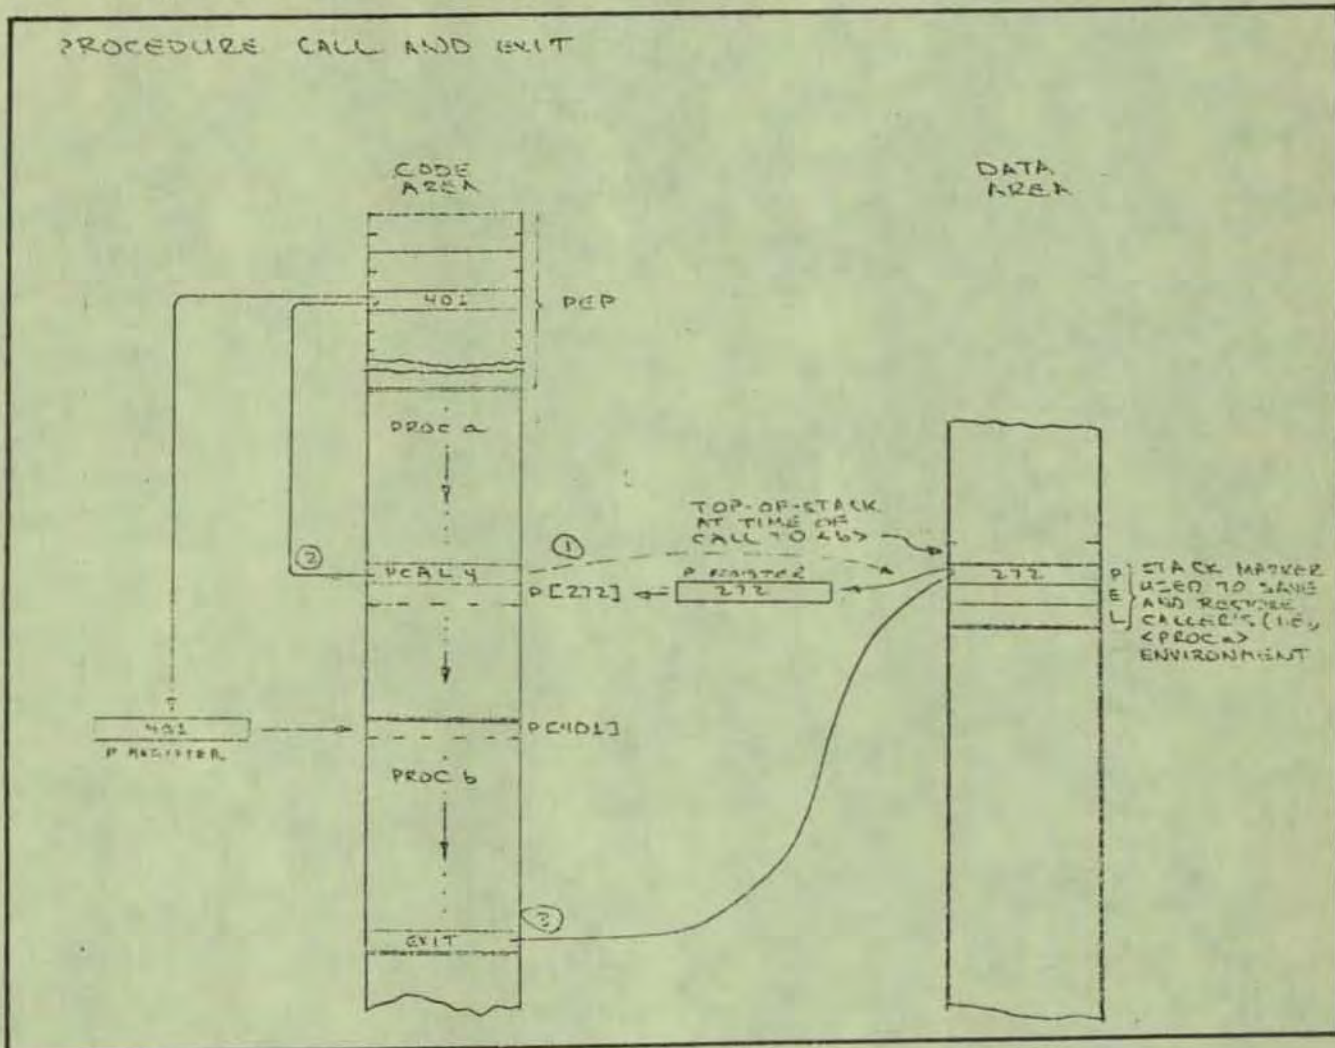 PROCEDURE CALL AND EXIT
CODE
AREA
DATA
AREA
401
PEP
PROC a
TOP-OF-STACK
AT TIME OF
CALL TO <b>
①
②
PCAL 4
P[272]
P REGISTER
272
272
P
E
L
STACK MARKER
USED TO SAVE
AND RESTORE
CALLER'S (I.E.,
<PROC a>
ENVIRONMENT
401
P REGISTER
P[401]
PROC b
③
EXIT